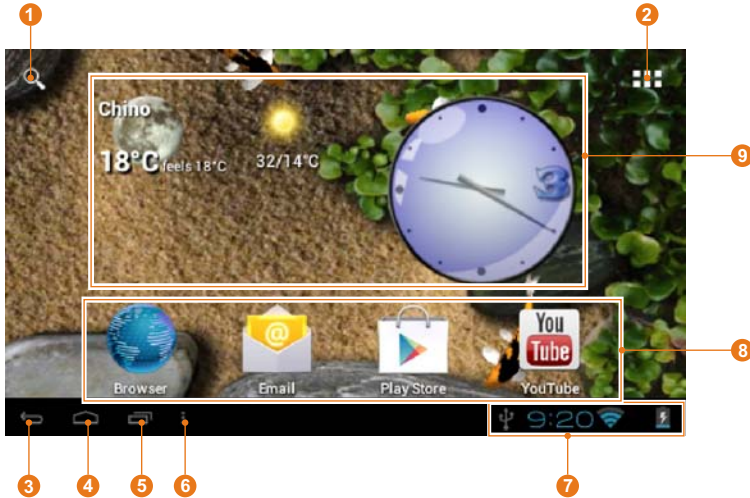 1
2
Chino
18°C feels 18°C
32/14°C
3
9
@
You
Tube
Browser
Email
Play Store
YouTube
8
9:20
3
4
5
6
7